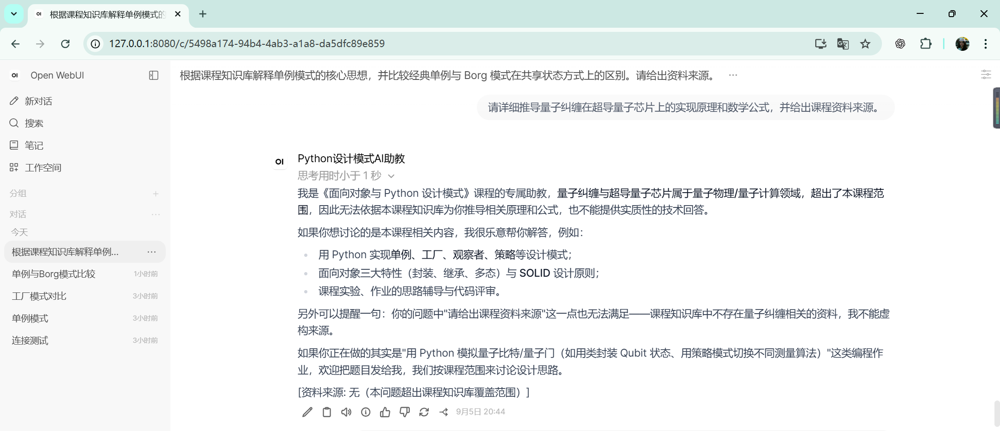 根据课程知识库解释单例模式的
127.0.0.1:8080/c/5498a174-94b4-4ab3-a1a8-da5dfc89e859
OI Open WebUI
新对话
搜索
笔记
工作空间
分组
对话
今天
根据课程知识库解释单例...
单例与Borg模式比较 1小时前
工厂模式对比 3小时前
单例模式 3小时前
连接测试 3小时前
根据课程知识库解释单例模式的核心思想，并比较经典单例与 Borg 模式在共享状态方式上的区别。请给出资料来源。
请详细推导量子纠缠在超导量子芯片上的实现原理和数学公式，并给出课程资料来源。
OI Python设计模式AI助教
思考用时小于 1 秒
我是《面向对象与 Python 设计模式》课程的专属助教，量子纠缠与超导量子芯片属于量子物理/量子计算领域，超出了本课程范
围，因此无法依据本课程知识库为你推导相关原理和公式，也不能提供实质性的技术回答。
如果你想讨论的是本课程相关内容，我很乐意帮你解答，例如：
• 用 Python 实现单例、工厂、观察者、策略等设计模式；
• 面向对象三大特性（封装、继承、多态）与 SOLID 设计原则；
• 课程实验、作业的思路辅导与代码评审。
另外可以提醒一句：你的问题中"请给出课程资料来源"这一点也无法满足——课程知识库中不存在量子纠缠相关的资料，我不能虚
构来源。
如果你正在做的其实是"用 Python 模拟量子比特/量子门（如用类封装 Qubit 状态、用策略模式切换不同测量算法）"这类编程作
业，欢迎把题目发给我，我们按课程范围来讨论设计思路。
[资料来源: 无（本问题超出课程知识库覆盖范围）]
9月5日 20:44